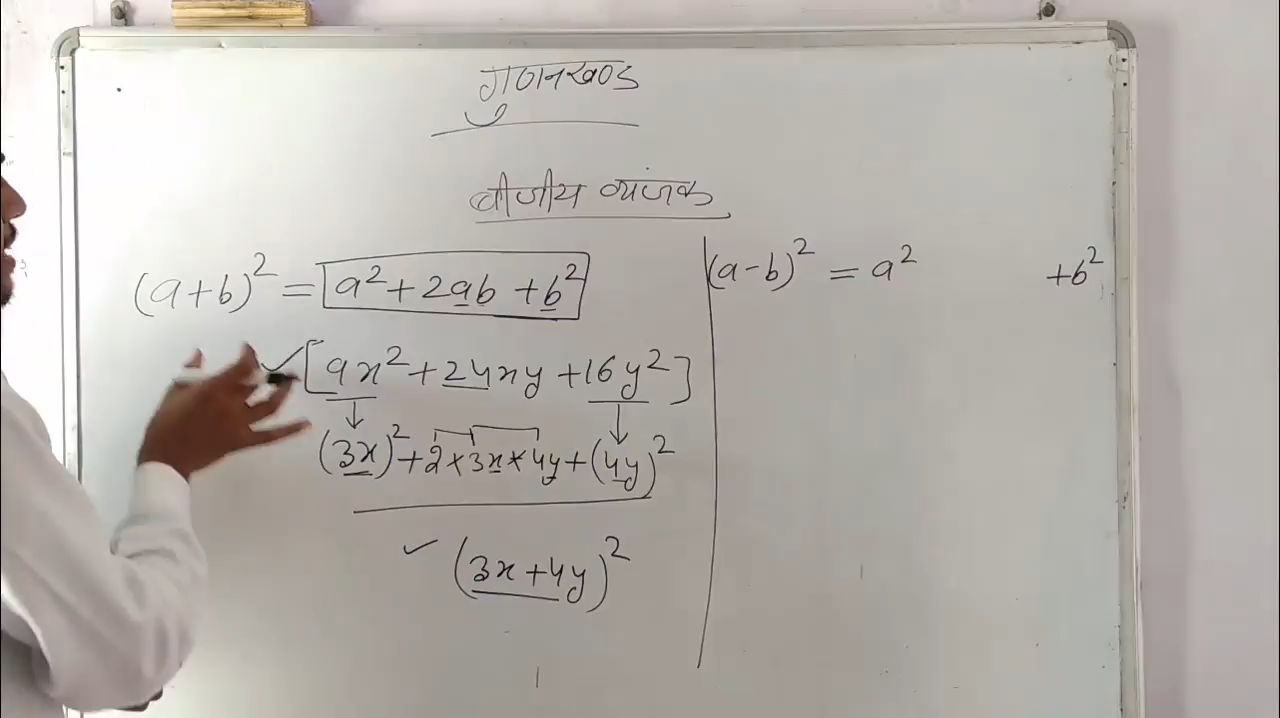 गुणनखण्ड
बीजीय व्यंजक
(a+b)² = a²+2ab+b²
[9x²+24xy+16y²]
(3x)²+2×3x×4y+(4y)²
(3x+4y)²
(a-b)² = a² +b²